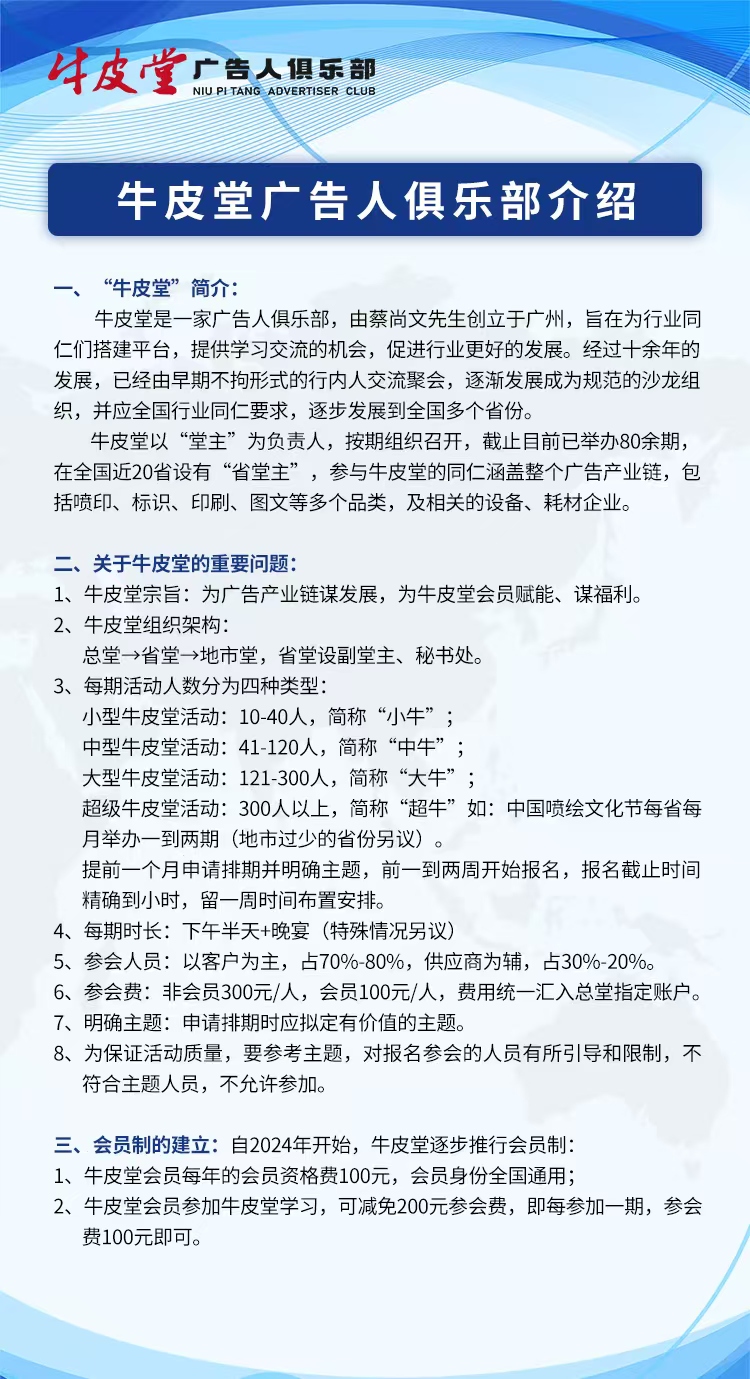 牛皮堂 广告人俱乐部
NIU PI TANG ADVERTISER CLUB
牛皮堂广告人俱乐部介绍
一、“牛皮堂”简介：
牛皮堂是一家广告人俱乐部，由蔡尚文先生创立于广州，旨在为行业同
仁们搭建平台，提供学习交流的机会，促进行业更好的发展。经过十余年的
发展，已经由早期不拘形式的行内人交流聚会，逐渐发展成为规范的沙龙组
织，并应全国行业同仁要求，逐步发展到全国多个省份。
牛皮堂以“堂主”为负责人，按期组织召开，截止目前已举办80余期，
在全国近20省设有“省堂主”，参与牛皮堂的同仁涵盖整个广告产业链，包
括喷印、标识、印刷、图文等多个品类，及相关的设备、耗材企业。
二、关于牛皮堂的重要问题：
1、牛皮堂宗旨：为广告产业链谋发展，为牛皮堂会员赋能、谋福利。
2、牛皮堂组织架构：
总堂→省堂→地市堂，省堂设副堂主、秘书处。
3、每期活动人数分为四种类型：
小型牛皮堂活动：10-40人，简称“小牛”；
中型牛皮堂活动：41-120人，简称“中牛”；
大型牛皮堂活动：121-300人，简称“大牛”；
超级牛皮堂活动：300人以上，简称“超牛”如：中国喷绘文化节每省每
月举办一到两期（地市过少的省份另议）。
提前一个月申请排期并明确主题，前一到两周开始报名，报名截止时间
精确到小时，留一周时间布置安排。
4、每期时长：下午半天+晚宴（特殊情况另议）
5、参会人员：以客户为主，占70%-80%，供应商为辅，占30%-20%。
6、参会费：非会员300元/人，会员100元/人，费用统一汇入总堂指定账户。
7、明确主题：申请排期时应拟定有价值的主题。
8、为保证活动质量，要参考主题，对报名参会的人员有所引导和限制，不
符合主题人员，不允许参加。
三、会员制的建立：自2024年开始，牛皮堂逐步推行会员制：
1、牛皮堂会员每年的会员资格费100元，会员身份全国通用；
2、牛皮堂会员参加牛皮堂学习，可减免200元参会费，即每参加一期，参会
费100元即可。